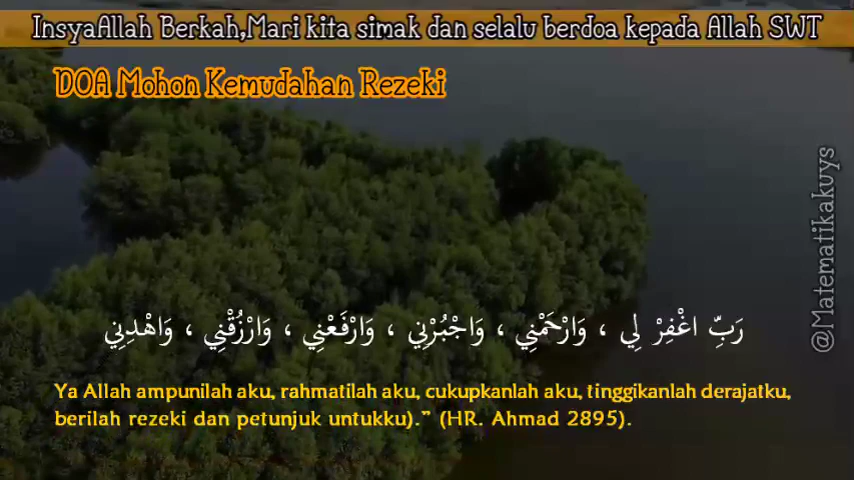 InsyaAllah Berkah,Mari kita simak dan selalu berdoa kepada Allah SWT
DOA Mohon Kemudahan Rezeki
@Matematikakuys
رَبِّ اغْفِرْ لِي ، وَارْحَمْنِي ، وَاجْبُرْنِي ، وَارْفَعْنِي ، وَارْزُقْنِي ، وَاهْدِنِي
Ya Allah ampunilah aku, rahmatilah aku, cukupkanlah aku, tinggikanlah derajatku,
berilah rezeki dan petunjuk untukku).” (HR. Ahmad 2895).